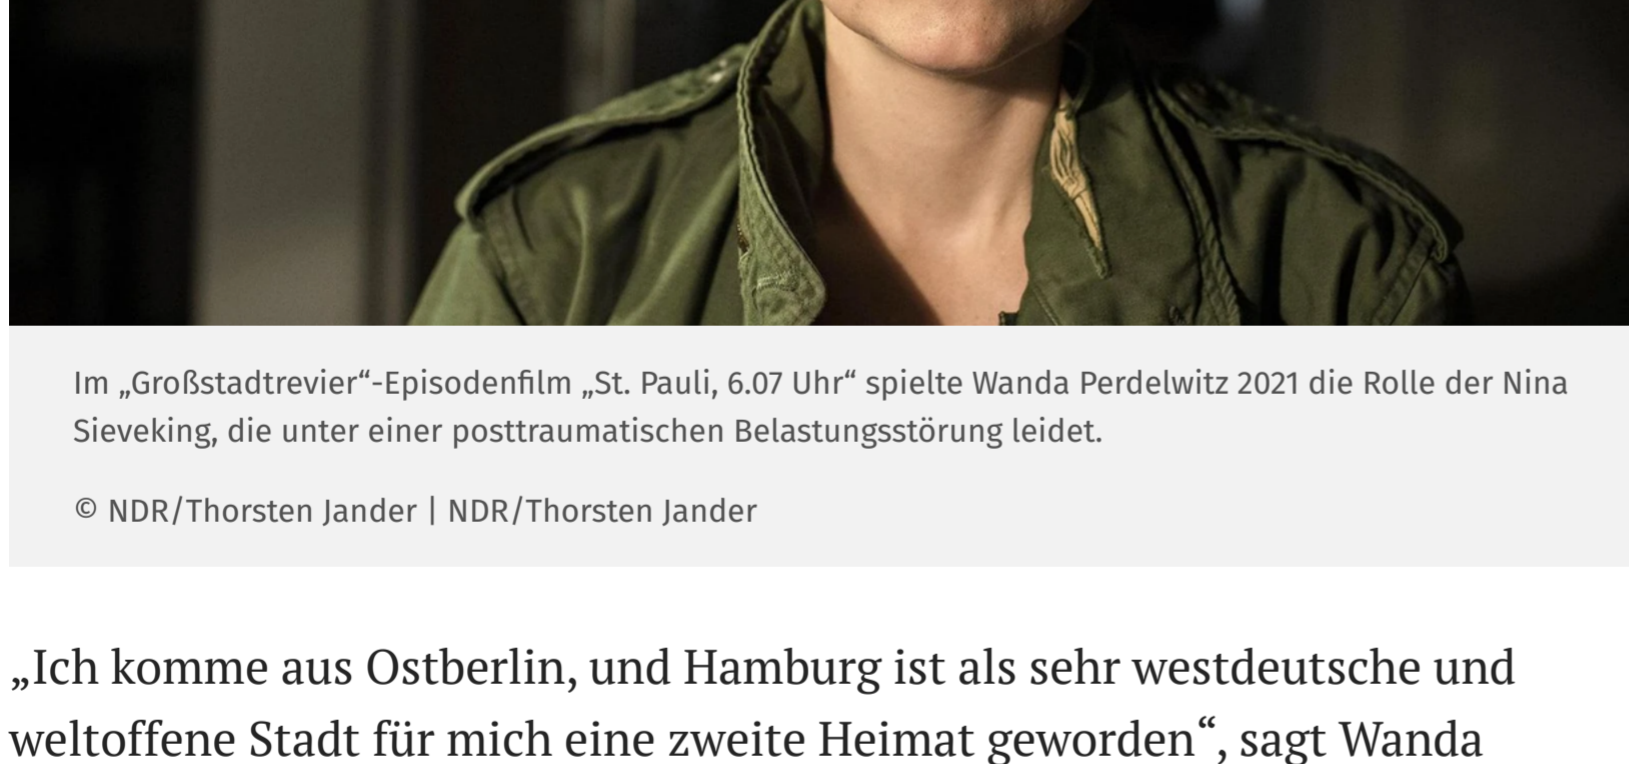 Im „Großstadtrevier“-Episodenfilm „St. Pauli, 6.07 Uhr“ spielte Wanda Perdelwitz 2021 die Rolle der Nina
Sieveking, die unter einer posttraumatischen Belastungsstörung leidet.
© NDR/Thorsten Jander | NDR/Thorsten Jander
„Ich komme aus Ostberlin, und Hamburg ist als sehr westdeutsche und
weltoffene Stadt für mich eine zweite Heimat geworden“, sagt Wanda